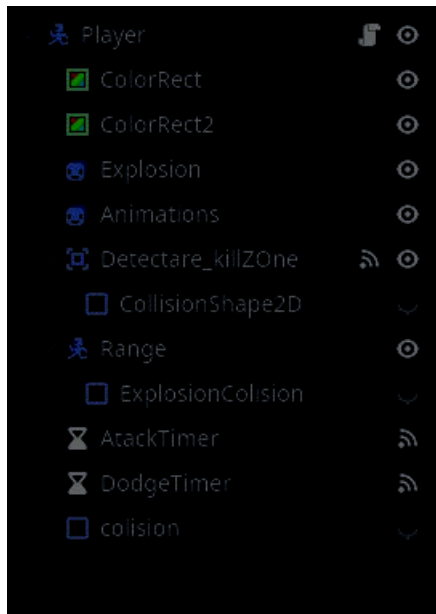 Player
ColorRect
ColorRect2
Explosion
Animations
Detectare_killZOne
CollisionShape2D
Range
ExplosionColision
AtackTimer
DodgeTimer
colision